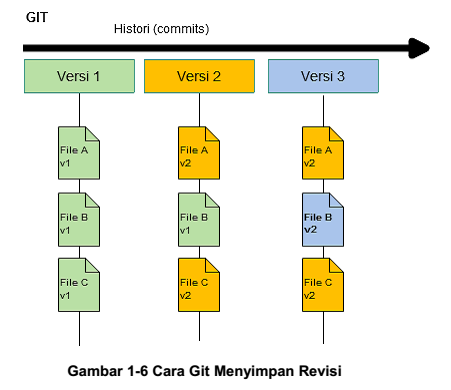 GIT
Histori (commits)
Versi 1
Versi 2
Versi 3
File A
v1
File A
v2
File A
v2
File B
v1
File B
v1
File B
v2
File C
v1
File C
v2
File C
v2
Gambar 1-6 Cara Git Menyimpan Revisi